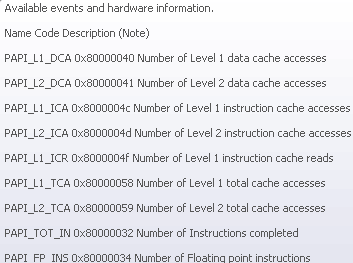 Available events and hardware information.
Name Code Description (Note)
PAPI_L1_DCA 0x80000040 Number of Level 1 data cache accesses
PAPI_L2_DCA 0x80000041 Number of Level 2 data cache accesses
PAPI_L1_ICA 0x8000004c Number of Level 1 instruction cache accesses
PAPI_L2_ICA 0x8000004d Number of Level 2 instruction cache accesses
PAPI_L1_ICR 0x8000004f Number of Level 1 instruction cache reads
PAPI_L1_TCA 0x80000058 Number of Level 1 total cache accesses
PAPI_L2_TCA 0x80000059 Number of Level 2 total cache accesses
PAPI_TOT_IN 0x80000032 Number of Instructions completed
PAPI_FP_INS 0x80000034 Number of Floating point instructions